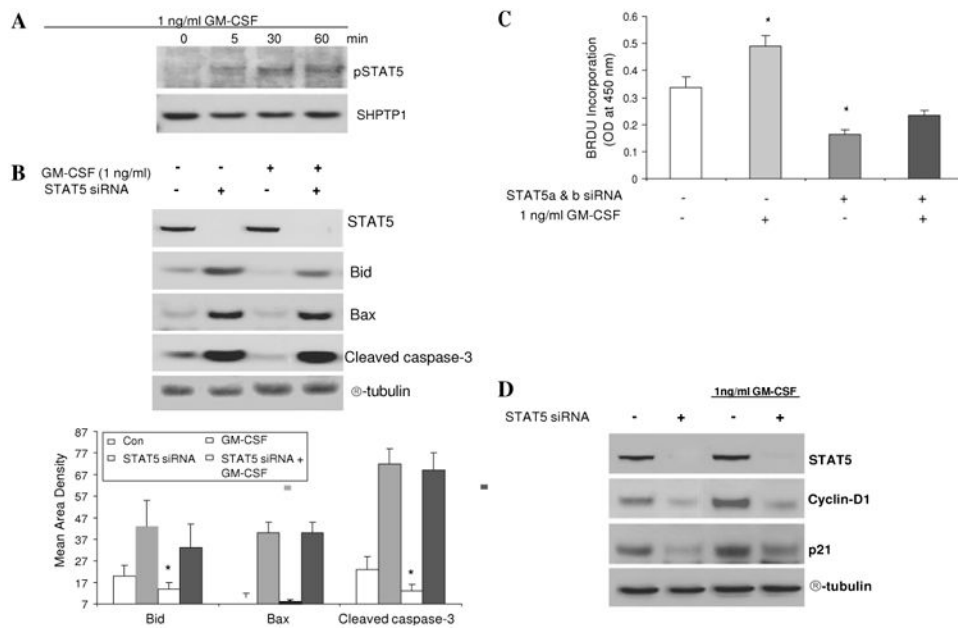 A
1 ng/ml GM-CSF
0 5 30 60 min
pSTAT5
SHPTP1
B
GM-CSF (1 ng/ml) - - + +
STAT5 siRNA - + - +
STAT5
Bid
Bax
Cleaved caspase-3
®-tubulin
Mean Area Density
87
77
67
57
47
37
27
17
7
Con
GM-CSF
STAT5 siRNA
STAT5 siRNA +
GM-CSF
*
*
Bid Bax Cleaved caspase-3
C
BRDU Incorporation
(OD at 450 nm)
0.6
0.5
0.4
0.3
0.2
0.1
0
*
*
STAT5a & b siRNA - - + +
1 ng/ml GM-CSF - + - +
D
1ng/ml GM-CSF
STAT5 siRNA - + - +
STAT5
Cyclin-D1
p21
®-tubulin